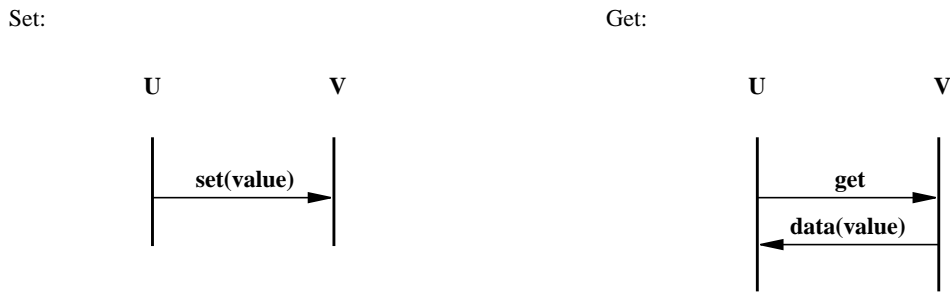 Set:
U V
set(value)
Get:
U V
get
data(value)